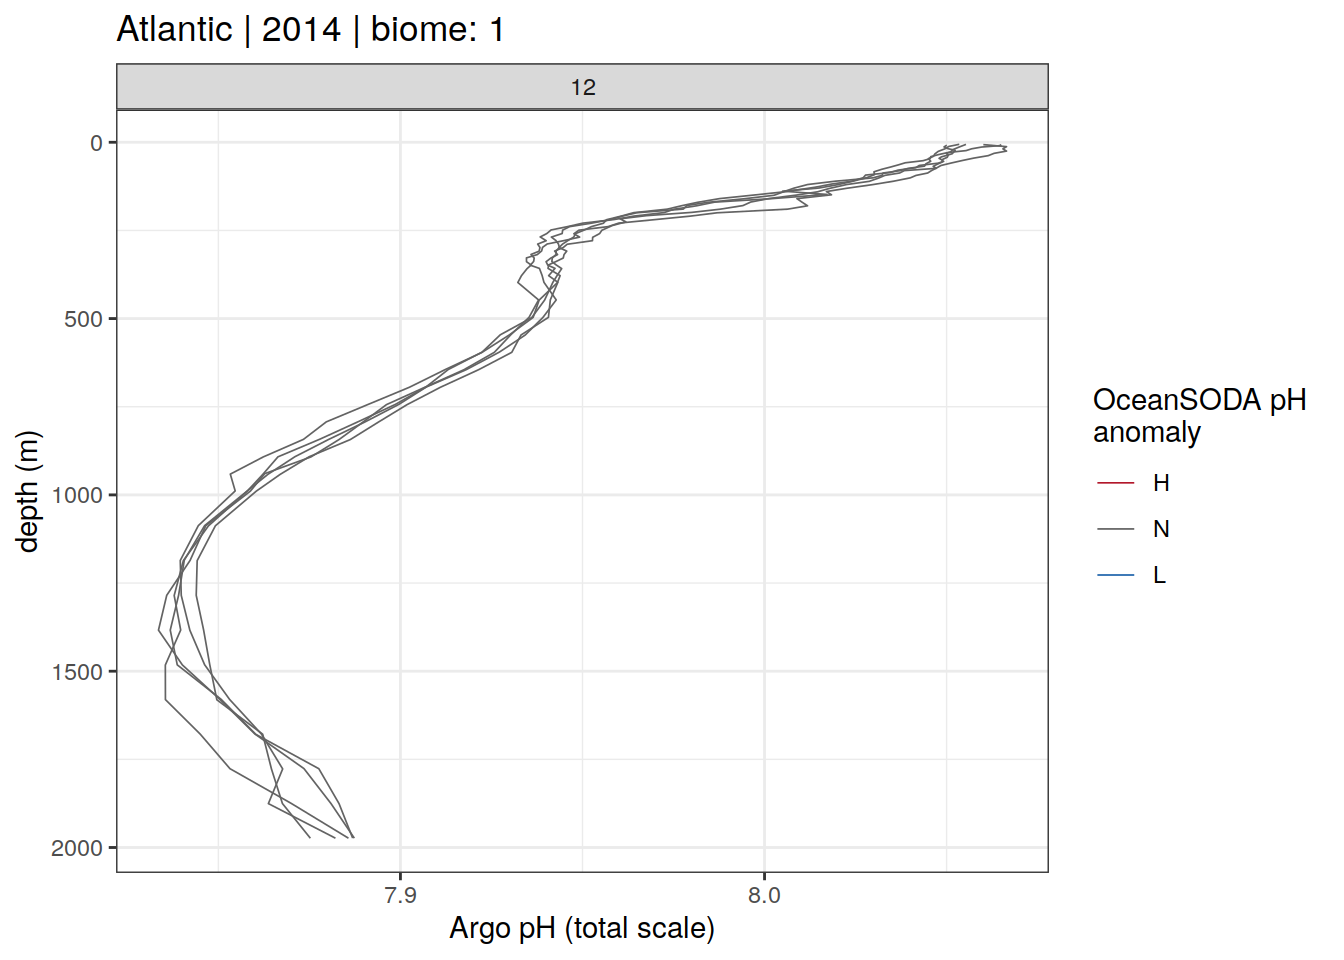 Atlantic | 2014 | biome: 1
12
0
500
1000
1500
2000
depth (m)
7.9
8.0
Argo pH (total scale)
OceanSODA pH
anomaly
H
N
L